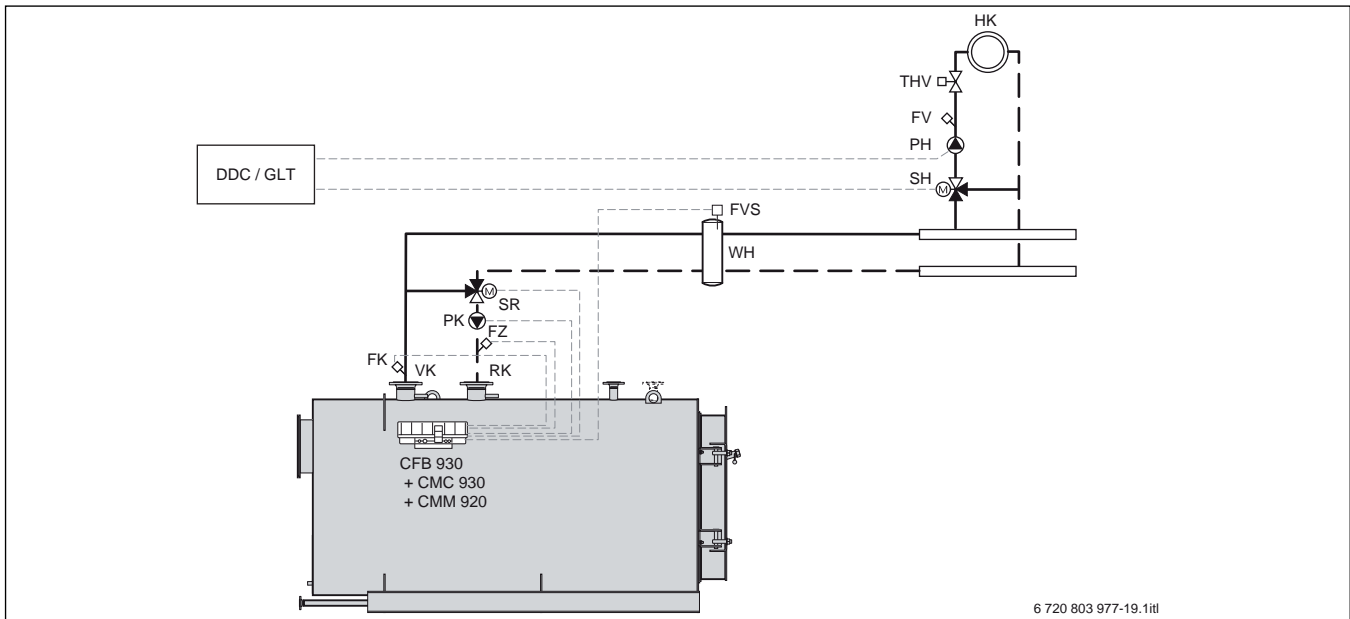 HK
THV
FV
PH
DDC / GLT
SH
M
FVS
WH
M
SR
PK
FZ
FK
VK
RK
CFB 930
+ CMC 930
+ CMM 920
6 720 803 977-19.1itl